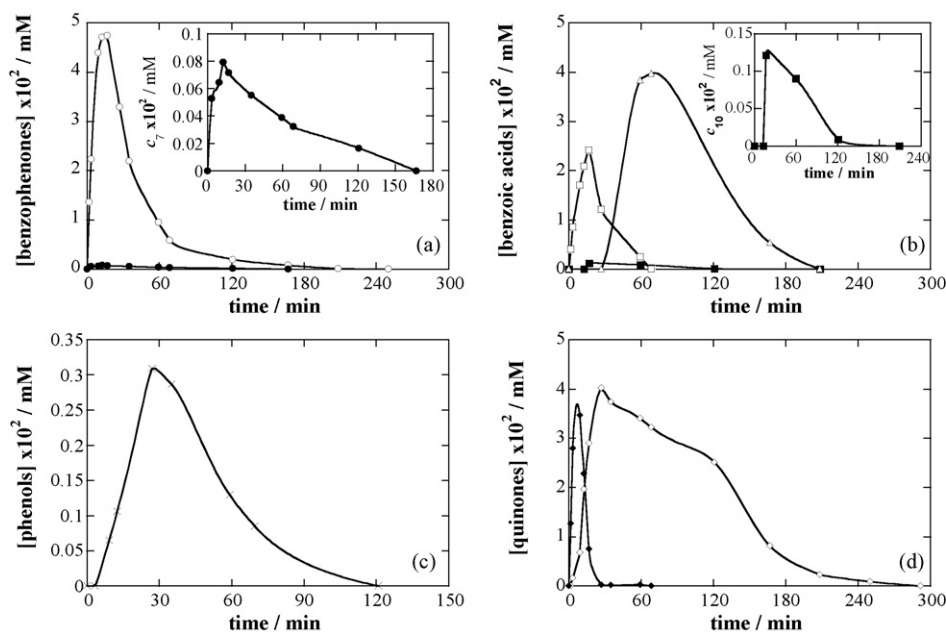 [benzophenones] x10² / mM
5
4
3
2
1
0
0 60 120 180 240 300
time / min
(a)
c₇ x10² / mM
0.1
0.08
0.06
0.04
0.02
0
0 30 60 90 120 150 180
time / min
[benzoic acids] x10² / mM
5
4
3
2
1
0
0 60 120 180 240 300
time / min
(b)
c₁₀ x10² / mM
0.15
0.1
0.05
0
0 60 120 180 240
time / min
[phenols] x10² / mM
0.35
0.3
0.25
0.2
0.15
0.1
0.05
0
0 30 60 90 120 150
time / min
(c)
[quinones] x10² / mM
5
4
3
2
1
0
0 60 120 180 240 300
time / min
(d)